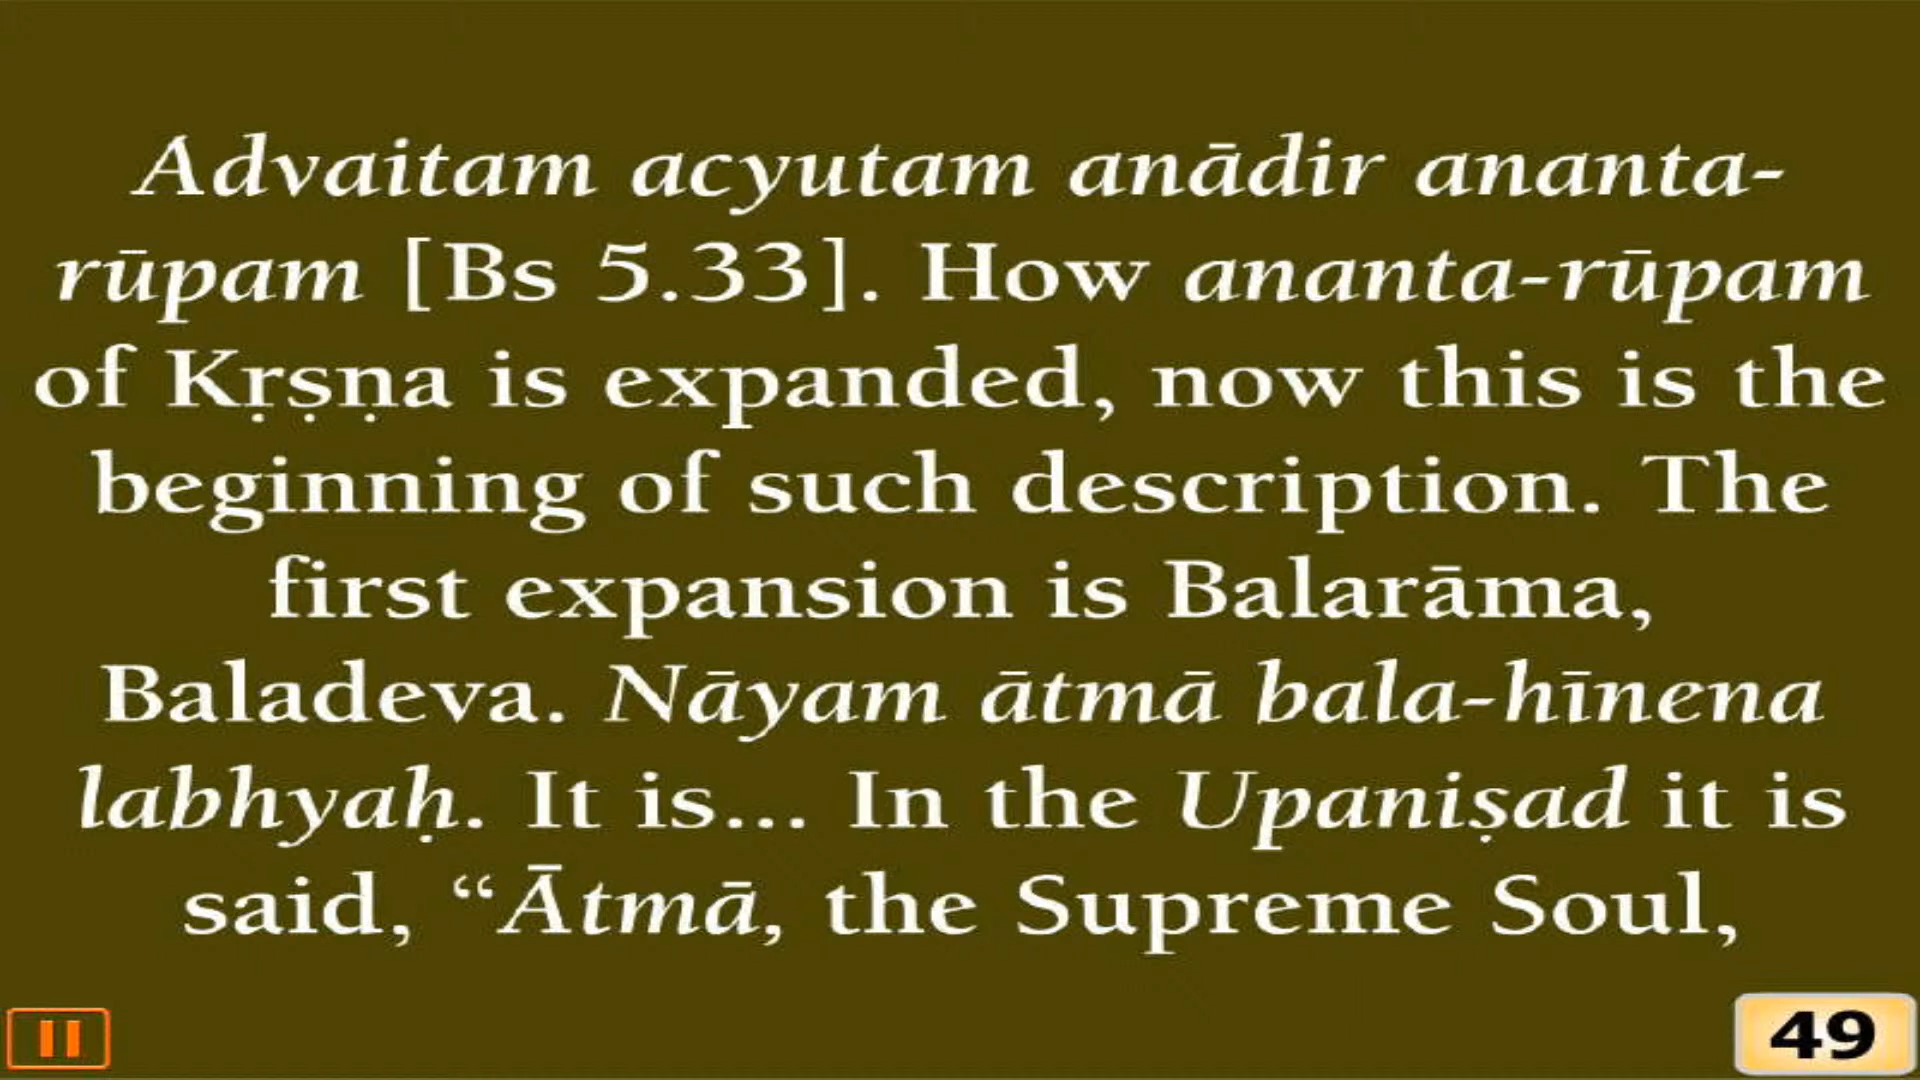 Advaitam acyutam anādir ananta-
rūpam [Bs 5.33]. How ananta-rūpam
of Kṛṣṇa is expanded, now this is the
beginning of such description. The
first expansion is Balarāma,
Baladeva. Nāyam ātmā bala-hīnena
labhyaḥ. It is... In the Upaniṣad it is
said, “Ātmā, the Supreme Soul,
49